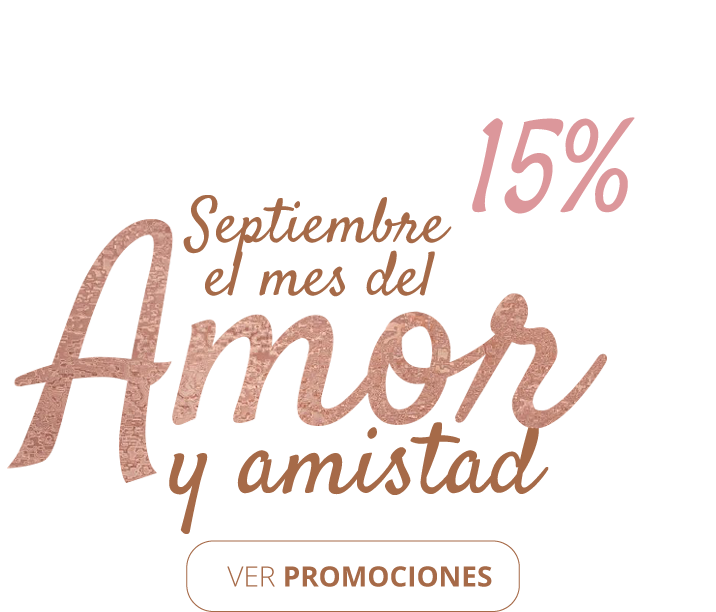 15%
Septiembre
el mes del
Amor
y amistad
VER PROMOCIONES